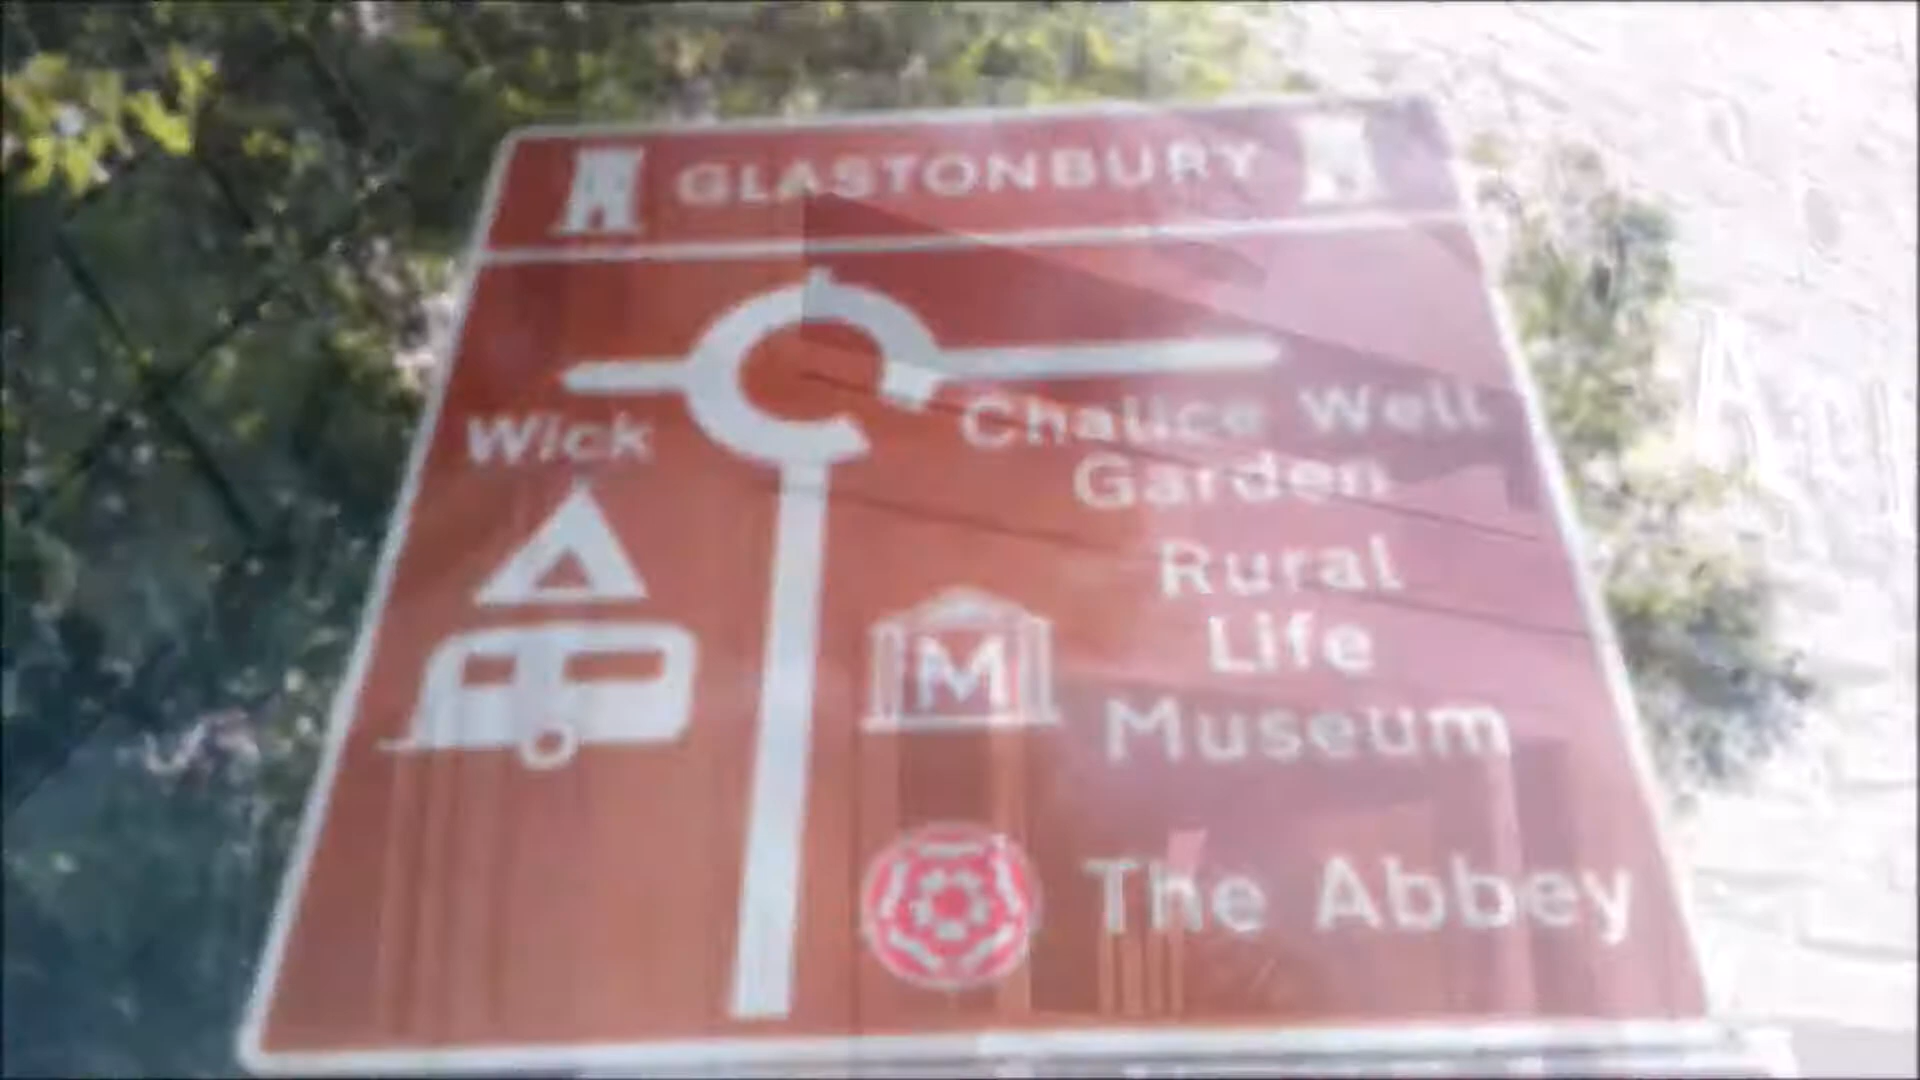 GLASTONBURY
Wick
Chalice Well
Garden
Rural
Life
M
Museum
The Abbey